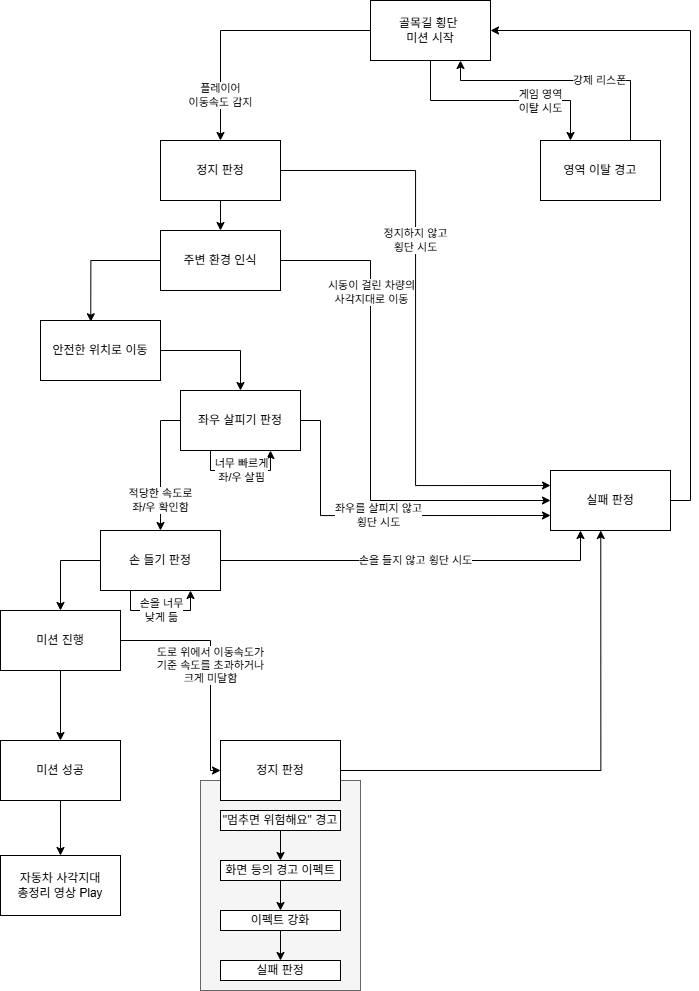 골목길 횡단
미션 시작
강제 리스폰
플레이어
이동속도 감지
게임 영역
이탈 시도
정지 판정
영역 이탈 경고
정지하지 않고
횡단 시도
주변 환경 인식
시동이 걸린 차량의
사각지대로 이동
안전한 위치로 이동
좌우 살피기 판정
너무 빠르게
좌/우 살핌
적당한 속도로
좌/우 확인함
실패 판정
좌우를 살피지 않고
횡단 시도
손 들기 판정
손을 들지 않고 횡단 시도
손을 너무
낮게 듦
미션 진행
도로 위에서 이동속도가
기준 속도를 초과하거나
크게 미달함
미션 성공
정지 판정
"멈추면 위험해요" 경고
화면 등의 경고 이펙트
자동차 사각지대
총정리 영상 Play
이펙트 강화
실패 판정